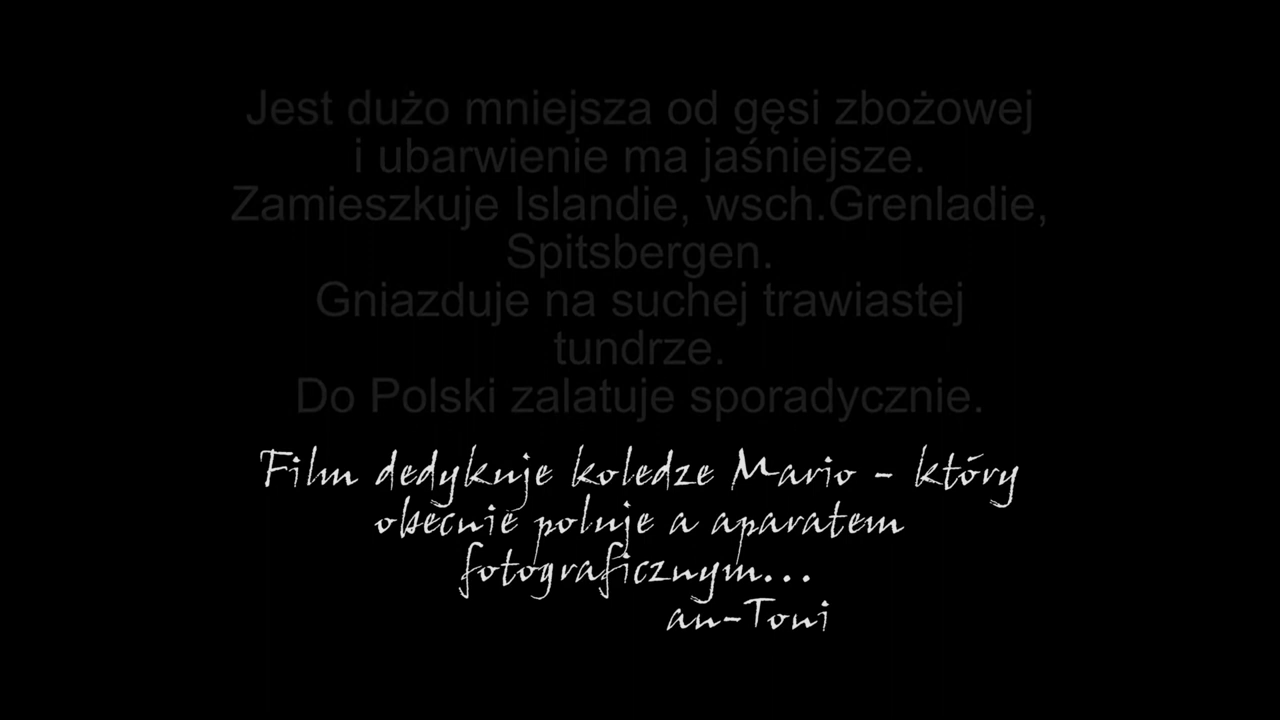 Jest dużo mniejsza od gęsi zbożowej
i ubarwienie ma jaśniejsze.
Zamieszkuje Islandie, wsch.Grenladie,
Spitsbergen.
Gniazduje na suchej trawiastej
tundrze.
Do Polski zalatuje sporadycznie.
Film dedykuje koledze Mario - który
obecnie poluje a aparatem
fotograficznym...
an-Toni